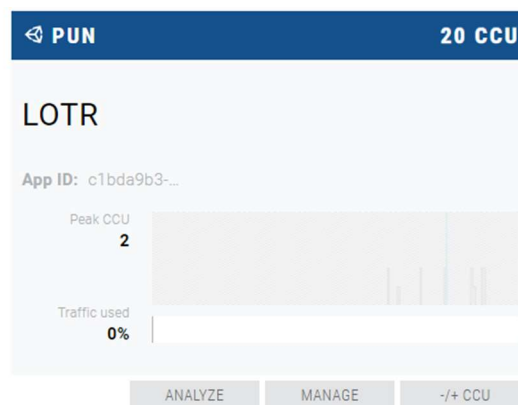 PUN 20 CCU
LOTR
App ID: c1bda9b3-...
Peak CCU
2
Traffic used
0%
ANALYZE MANAGE -/+ CCU